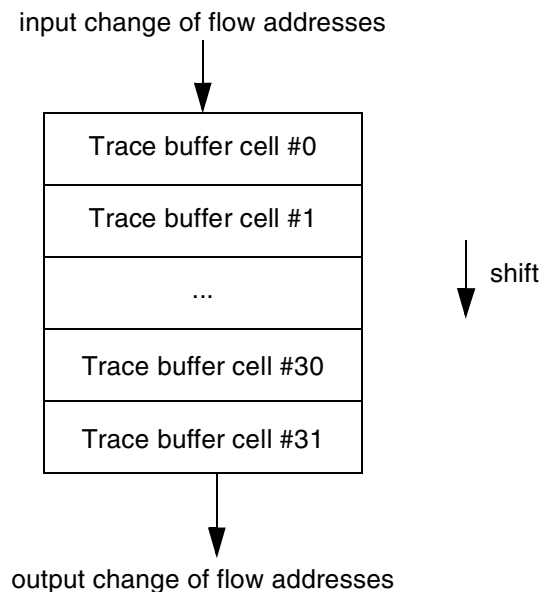 input change of flow addresses
Trace buffer cell #0
Trace buffer cell #1
shift
...
Trace buffer cell #30
Trace buffer cell #31
output change of flow addresses